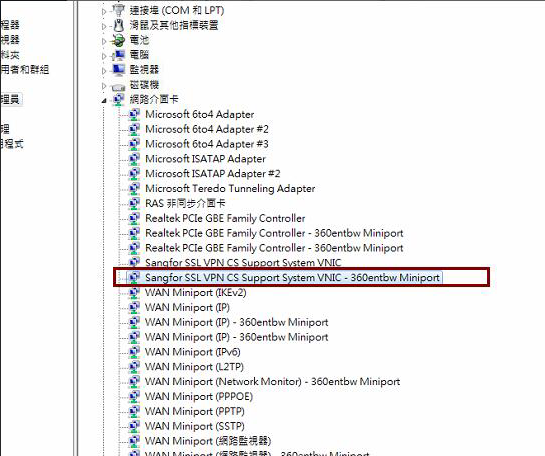 程器
視器
料夾
用者和群組
理員
理
用程式
連接埠 (COM 和 LPT)
滑鼠及其他指標裝置
電池
電腦
監視器
磁碟機
網路介面卡
Microsoft 6to4 Adapter
Microsoft 6to4 Adapter #2
Microsoft 6to4 Adapter #3
Microsoft ISATAP Adapter
Microsoft ISATAP Adapter #2
Microsoft Teredo Tunneling Adapter
RAS 非同步介面卡
Realtek PCIe GBE Family Controller
Realtek PCIe GBE Family Controller - 360entbw Miniport
Realtek PCIe GBE Family Controller - 360entbw Miniport
Sangfor SSL VPN CS Support System VNIC
Sangfor SSL VPN CS Support System VNIC - 360entbw Miniport
WAN Miniport (IKEv2)
WAN Miniport (IP)
WAN Miniport (IP) - 360entbw Miniport
WAN Miniport (IP) - 360entbw Miniport
WAN Miniport (IPv6)
WAN Miniport (L2TP)
WAN Miniport (Network Monitor) - 360entbw Miniport
WAN Miniport (PPPOE)
WAN Miniport (PPTP)
WAN Miniport (SSTP)
WAN Miniport (網路監視器)
WAN Miniport (網路監視器) - 360entbw Miniport